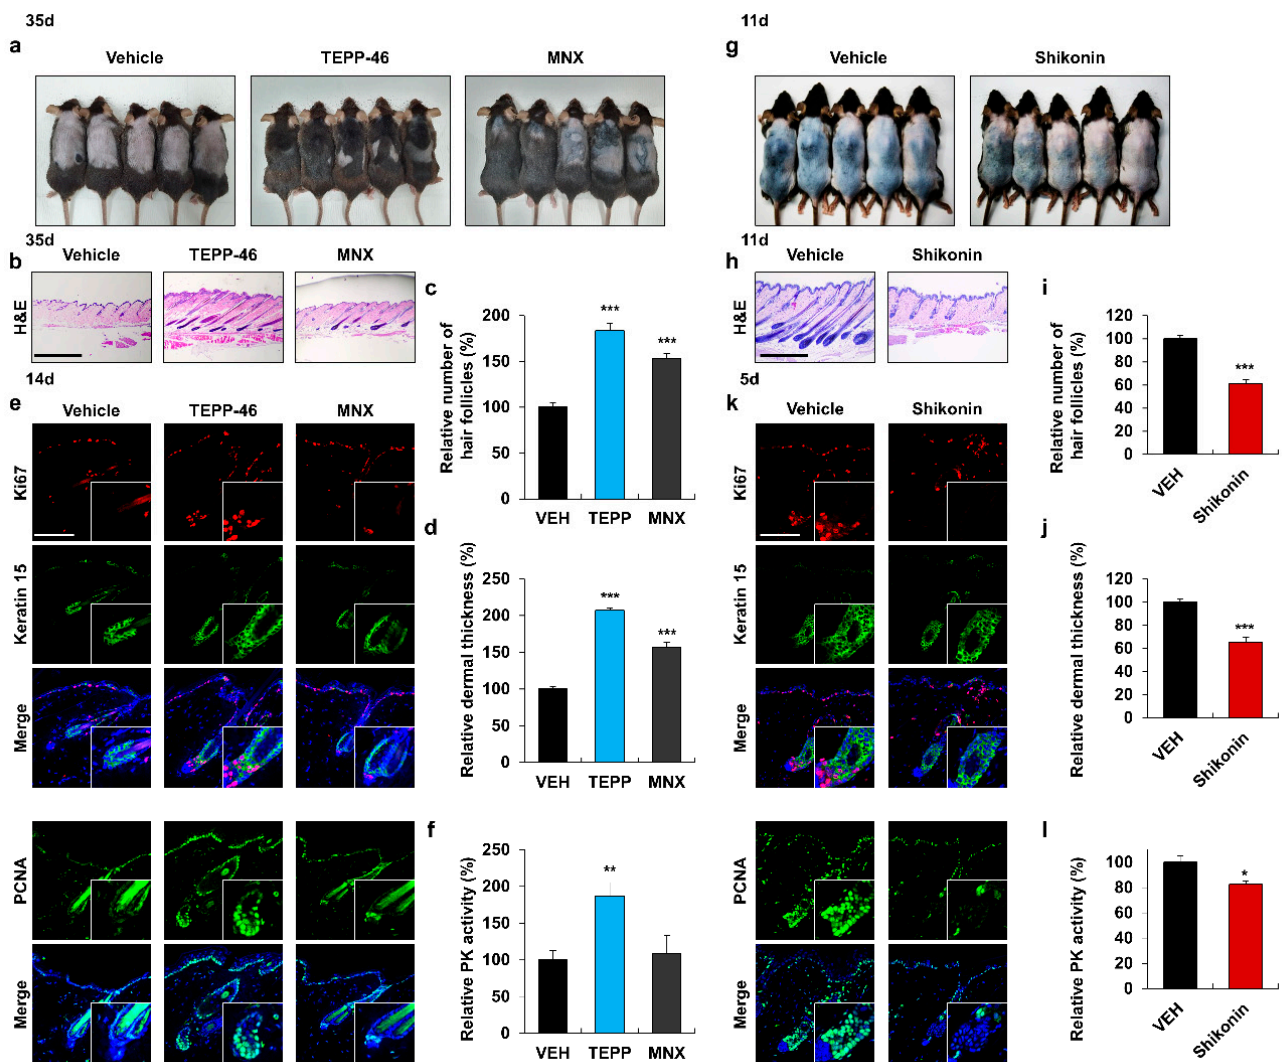 35d
a
Vehicle
TEPP-46
MNX
35d
b
Vehicle
TEPP-46
MNX
H&E
c
Relative number of
hair follicles (%)
200
150
100
50
0
***
***
VEH
TEPP
MNX
d
Relative dermal thickness (%)
250
200
150
100
50
0
***
***
VEH
TEPP
MNX
14d
e
Vehicle
TEPP-46
MNX
Ki67
Keratin 15
Merge
PCNA
Merge
f
Relative PK activity (%)
250
200
150
100
50
0
**
VEH
TEPP
MNX
11d
g
Vehicle
Shikonin
11d
h
Vehicle
Shikonin
H&E
i
Relative number of
hair follicles (%)
120
100
80
60
40
20
0
***
VEH
Shikonin
j
Relative dermal thickness (%)
120
100
80
60
40
20
0
***
VEH
Shikonin
5d
k
Vehicle
Shikonin
Ki67
Keratin 15
Merge
PCNA
Merge
l
Relative PK activity (%)
100
80
60
40
20
0
*
VEH
Shikonin